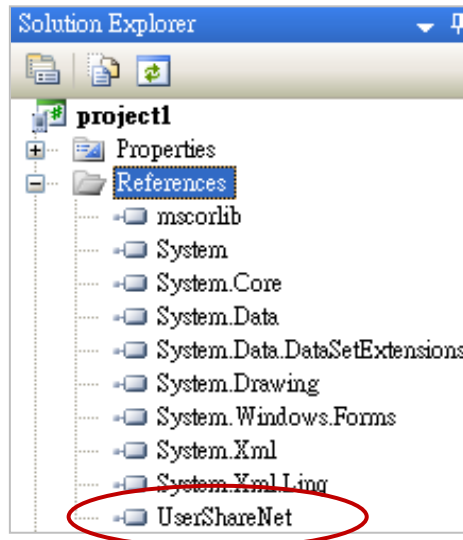 Solution Explorer
project1
Properties
References
mscorlib
System
System.Core
System.Data
System.Data.DataSetExtensions
System.Drawing
System.Windows.Forms
System.Xml
System.Xml.Linq
UserShareNet